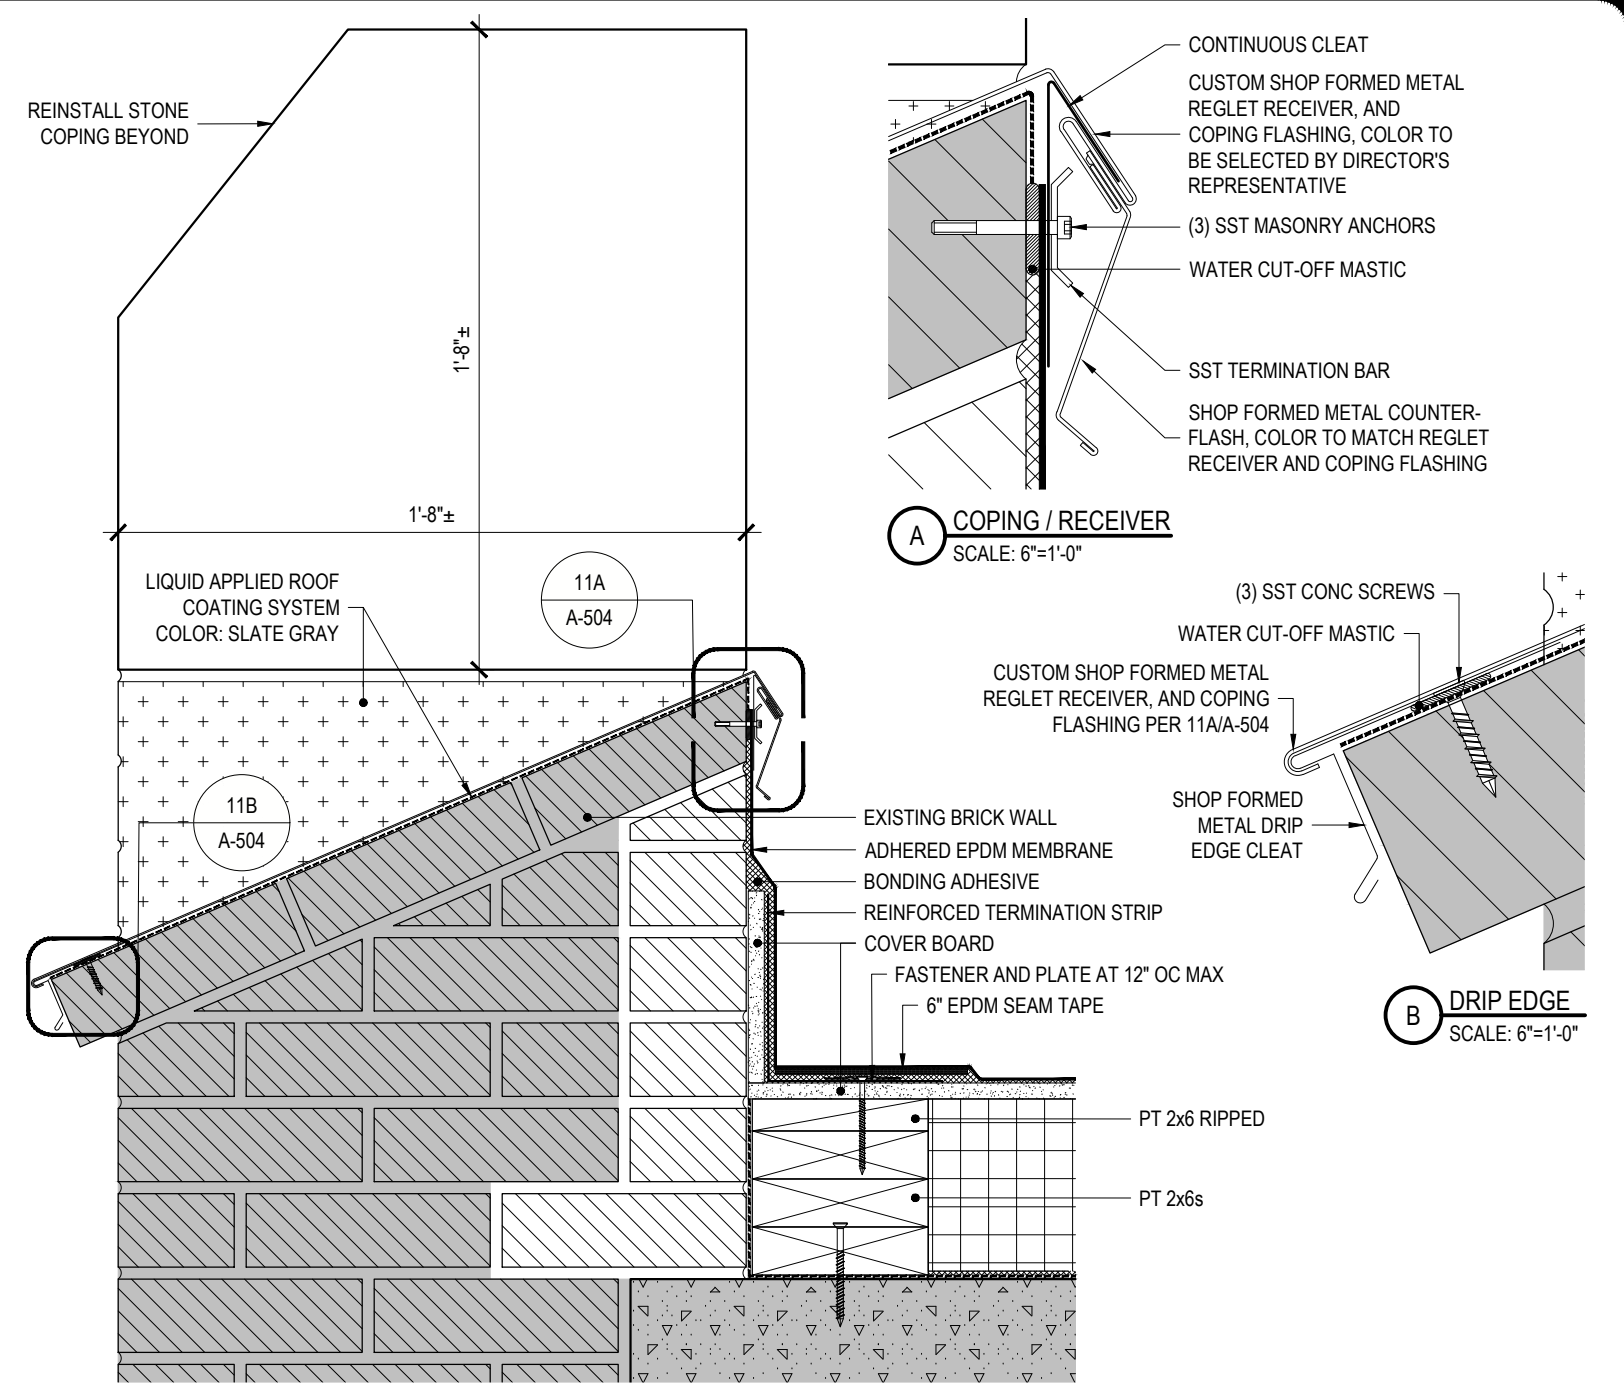 REINSTALL STONE
COPING BEYOND
1'-8"±
1'-8"±
LIQUID APPLIED ROOF
COATING SYSTEM
COLOR: SLATE GRAY
11A
A-504
11B
A-504
EXISTING BRICK WALL
ADHERED EPDM MEMBRANE
BONDING ADHESIVE
REINFORCED TERMINATION STRIP
COVER BOARD
FASTENER AND PLATE AT 12" OC MAX
6" EPDM SEAM TAPE
PT 2x6 RIPPED
PT 2x6s
CONTINUOUS CLEAT
CUSTOM SHOP FORMED METAL
REGLET RECEIVER, AND
COPING FLASHING, COLOR TO
BE SELECTED BY DIRECTOR'S
REPRESENTATIVE
(3) SST MASONRY ANCHORS
WATER CUT-OFF MASTIC
SST TERMINATION BAR
SHOP FORMED METAL COUNTER-
FLASH, COLOR TO MATCH REGLET
RECEIVER AND COPING FLASHING
A
COPING / RECEIVER
SCALE: 6"=1'-0"
(3) SST CONC SCREWS
WATER CUT-OFF MASTIC
CUSTOM SHOP FORMED METAL
REGLET RECEIVER, AND COPING
FLASHING PER 11A/A-504
SHOP FORMED
METAL DRIP
EDGE CLEAT
B
DRIP EDGE
SCALE: 6"=1'-0"